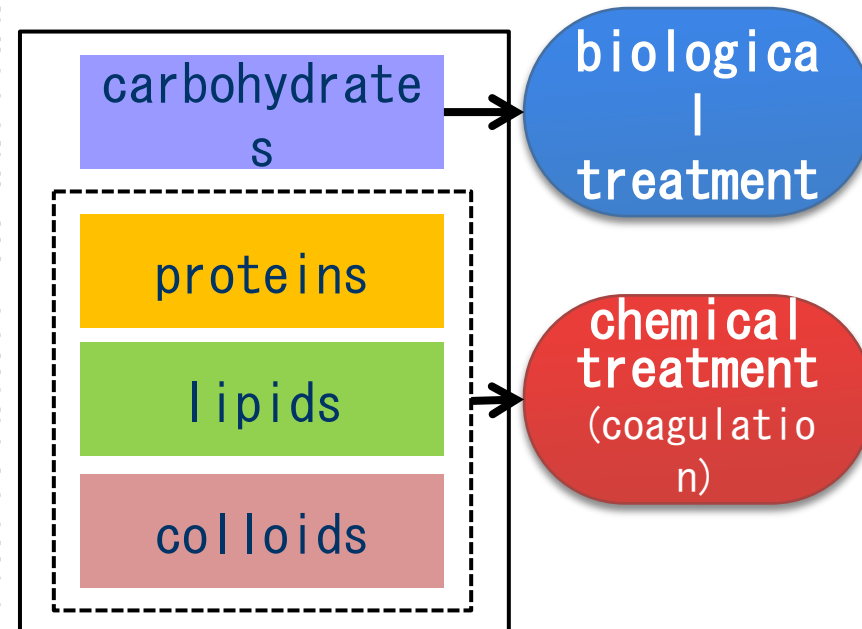 carbohydrate
s
biologica
l
treatment
proteins
lipids
colloids
chemical
treatment
(coagulatio
n)